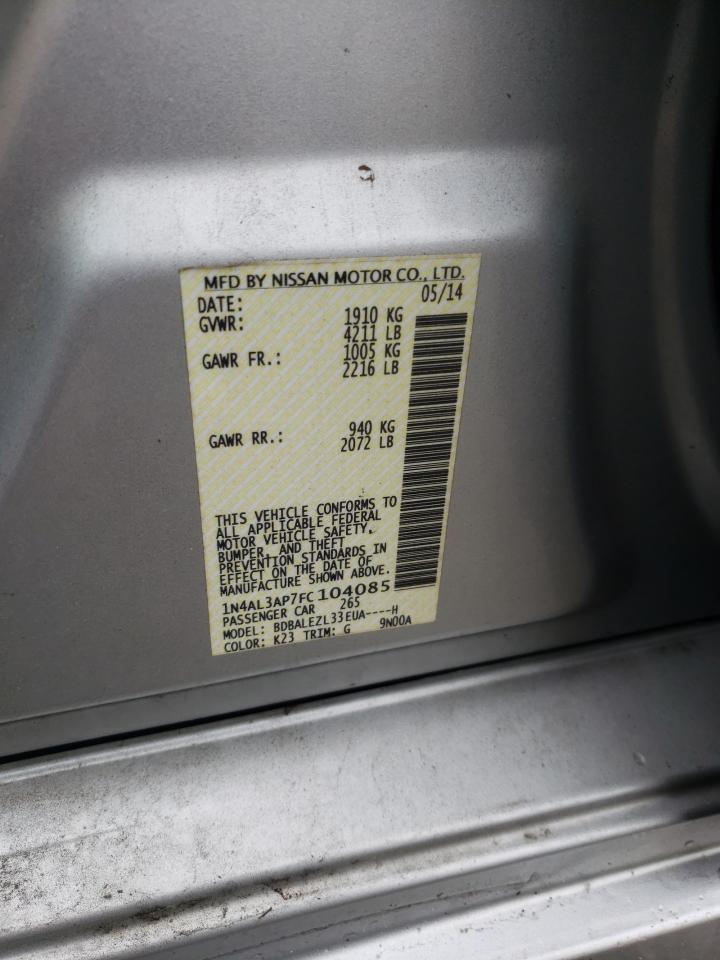 MFD BY NISSAN MOTOR CO., LTD.
DATE: 05/14
GVWR: 1910 KG
4211 LB
GAWR FR.: 1005 KG
2216 LB
GAWR RR.: 940 KG
2072 LB
THIS VEHICLE CONFORMS TO
ALL APPLICABLE FEDERAL
MOTOR VEHICLE SAFETY,
BUMPER, AND THEFT
PREVENTION STANDARDS IN
EFFECT ON THE DATE OF
MANUFACTURE SHOWN ABOVE.
1N4AL3AP7FC104085
PASSENGER CAR 265
MODEL: BDBALEZL33EUA----H
COLOR: K23 TRIM: G 9N00A